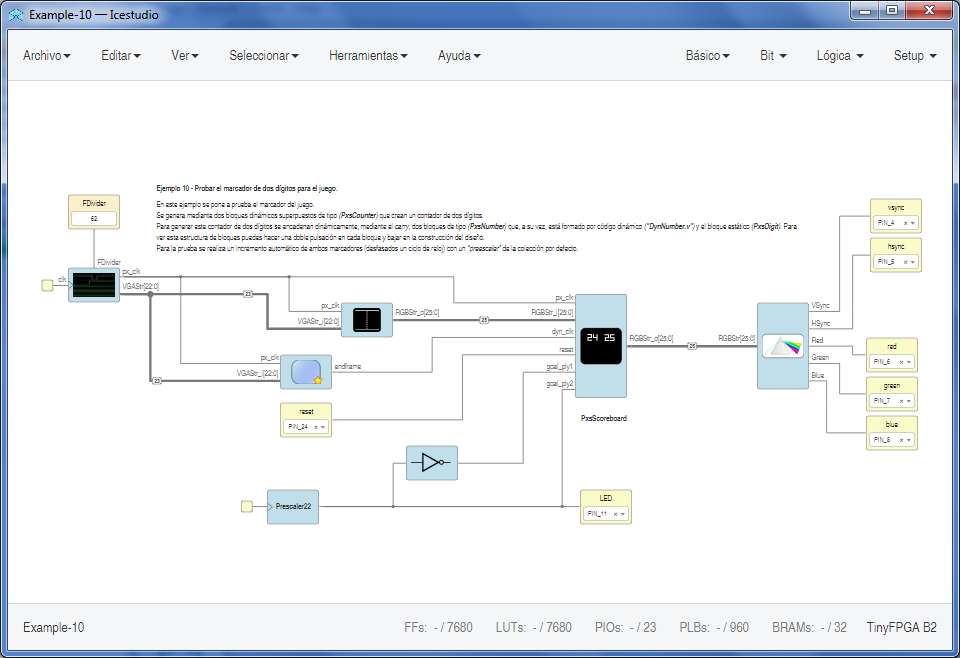 Example-10 — Icestudio
Archivo Editar Ver Seleccionar Herramientas Ayuda Básico Bit Lógica Setup
Ejemplo 10 - Probar el marcador de dos dígitos para el juego.
En este ejemplo se pone a prueba el marcador del juego.
Se genera mediante dos bloques dinámicos superpuestos de tipo (PxsCounter) que crean un contador de dos dígitos.
Para generar este contador de dos dígitos se encadenan dinámicamente, mediante el carry, dos bloques de tipo (PxsNumber) que, a su vez, está formado por código dinámico ("DynNumber.v") y el bloque estático (PxsDigit). Para
ver esta estructura de bloques puedes hacer una doble pulsación en cada bloque y bajar en la construcción del diseño.
Para la prueba se realiza un incremento automático de ambos marcadores (desfasados un ciclo de reloj) con un "preescaler" de la colección por defecto.
FDivider
62
FDivider
clk
px_clk
VGAStr[22:0]
23
px_clk
VGAStr_i[22:0]
RGBStr_o[25:0]
26
px_clk
VGAStr_i[22:0]
endframe
23
reset
PIN_24
Prescaler22
px_clk
RGBStr_i[25:0]
dyn_clk
reset
goal_ply1
goal_ply2
24 25
RGBStr_o[25:0]
PxsScoreboard
26
RGBStr[25:0]
VSync
HSync
Red
Green
Blue
vsync
PIN_4
hsync
PIN_5
red
PIN_6
green
PIN_7
blue
PIN_8
LED
PIN_11
Example-10 FFs: - / 7680 LUTs: - / 7680 PIOs: - / 23 PLBs: - / 960 BRAMs: - / 32 TinyFPGA B2